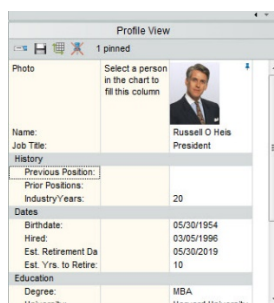 Profile View
1 pinned
Photo Select a person
in the chart to
fill this column
Name: Russell O Heis
Job Title: President
History
Previous Position:
Prior Positions:
IndustryYears: 20
Dates
Birthdate: 05/30/1954
Hired: 03/05/1996
Est. Retirement Da 05/30/2019
Est. Yrs. to Retire: 10
Education
Degree: MBA